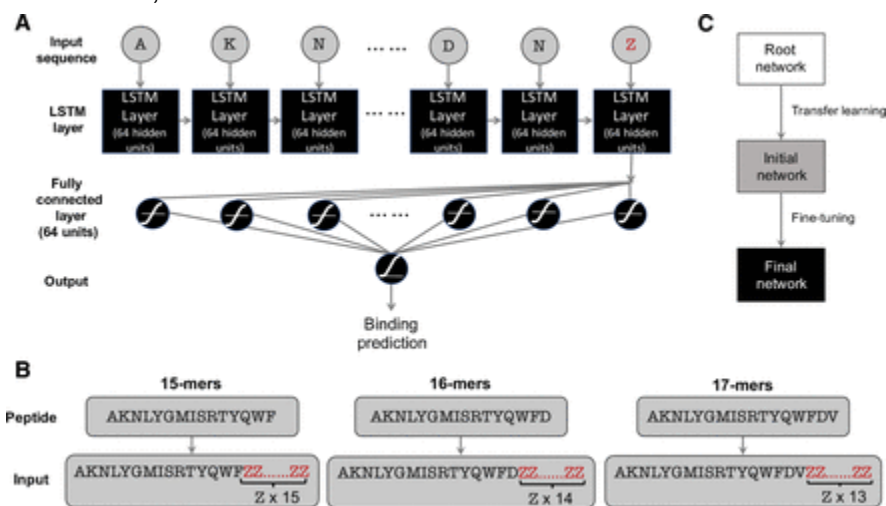 A
Input
sequence
A
K
N
... ...
D
N
Z
LSTM
layer
LSTM
Layer
(64 hidden
units)
LSTM
Layer
(64 hidden
units)
LSTM
Layer
(64 hidden
units)
... ...
LSTM
Layer
(64 hidden
units)
LSTM
Layer
(64 hidden
units)
LSTM
Layer
(64 hidden
units)
Fully
connected
layer
(64 units)
... ...
Output
Binding
prediction
C
Root
network
Transfer learning
Initial
network
Fine-tuning
Final
network
B
15-mers
16-mers
17-mers
Peptide
AKNLYGMISRTYQWF
AKNLYGMISRTYQWFD
AKNLYGMISRTYQWFDV
Input
AKNLYGMISRTYQWFZZ......ZZ
Z x 15
AKNLYGMISRTYQWFDZZ......ZZ
Z x 14
AKNLYGMISRTYQWFDVZZ......ZZ
Z x 13